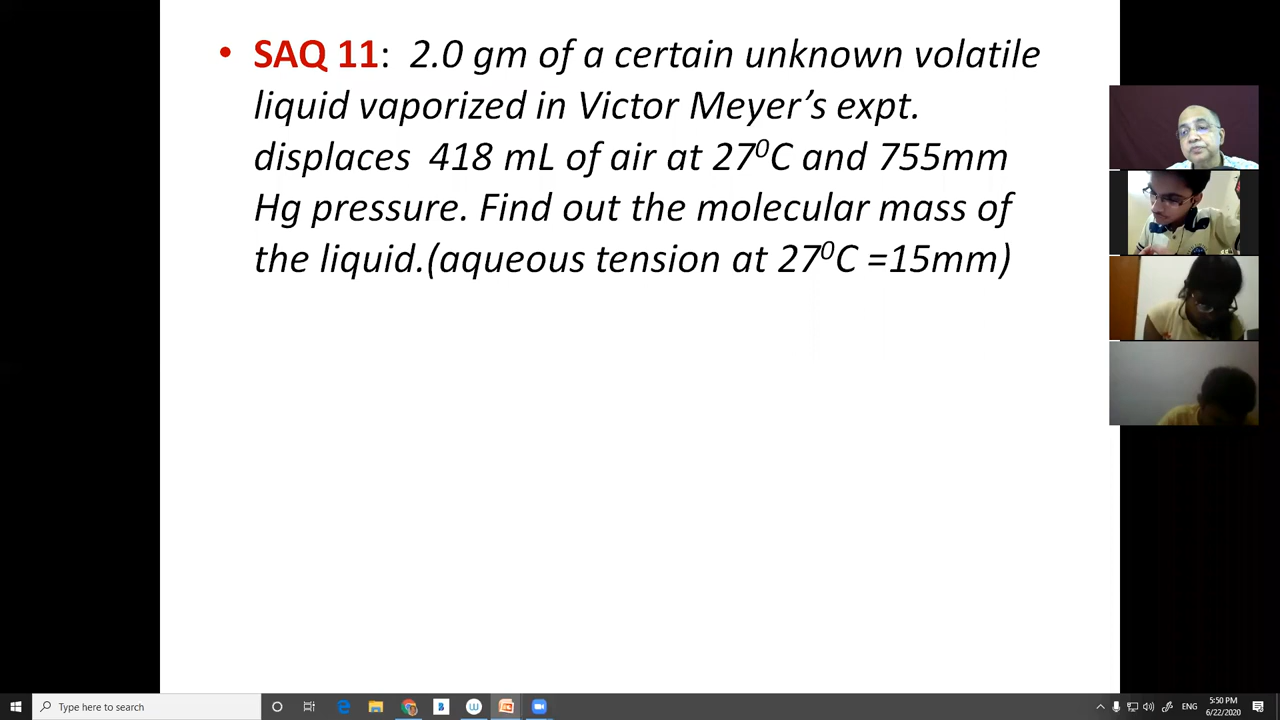 • SAQ 11: 2.0 gm of a certain unknown volatile
liquid vaporized in Victor Meyer’s expt.
displaces 418 mL of air at 27⁰C and 755mm
Hg pressure. Find out the molecular mass of
the liquid.(aqueous tension at 27⁰C =15mm)
Type here to search
ENG
5:50 PM
6/22/2020